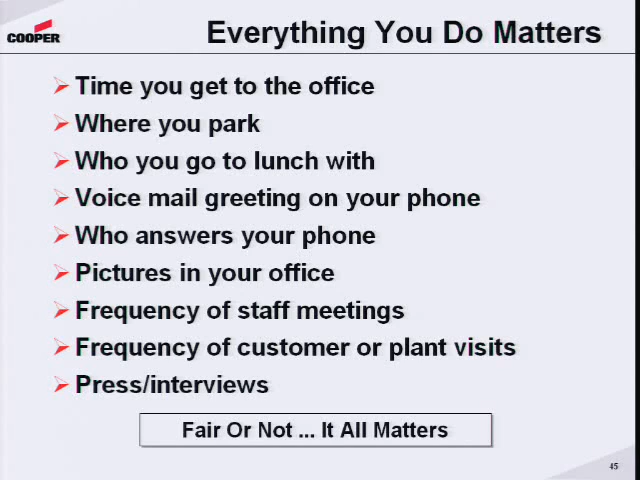 COOPER
Everything You Do Matters
Time you get to the office
Where you park
Who you go to lunch with
Voice mail greeting on your phone
Who answers your phone
Pictures in your office
Frequency of staff meetings
Frequency of customer or plant visits
Press/interviews
Fair Or Not ... It All Matters
45